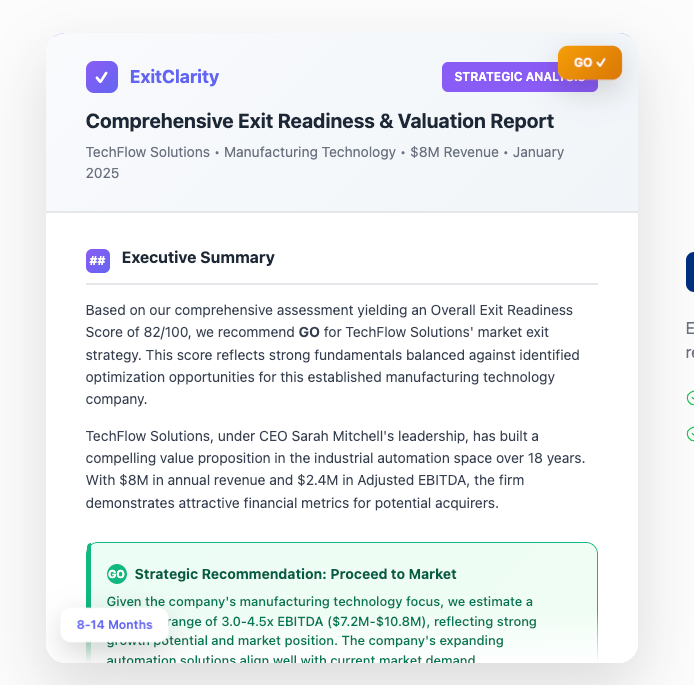 GO ✓
ExitClarity
STRATEGIC
Comprehensive Exit Readiness & Valuation Report
TechFlow Solutions • Manufacturing Technology • $8M Revenue • January
2025
## Executive Summary
Based on our comprehensive assessment yielding an Overall Exit Readiness
Score of 82/100, we recommend GO for TechFlow Solutions' market exit
strategy. This score reflects strong fundamentals balanced against identified
optimization opportunities for this established manufacturing technology
company.
TechFlow Solutions, under CEO Sarah Mitchell's leadership, has built a
compelling value proposition in the industrial automation space over 18 years.
With $8M in annual revenue and $2.4M in Adjusted EBITDA, the firm
demonstrates attractive financial metrics for potential acquirers.
GO Strategic Recommendation: Proceed to Market
Given the company's manufacturing technology focus, we estimate a
range of 3.0-4.5x EBITDA ($7.2M-$10.8M), reflecting strong
8-14 Months
growth potential and market position. The company's expanding
automation solutions align well with current market demand